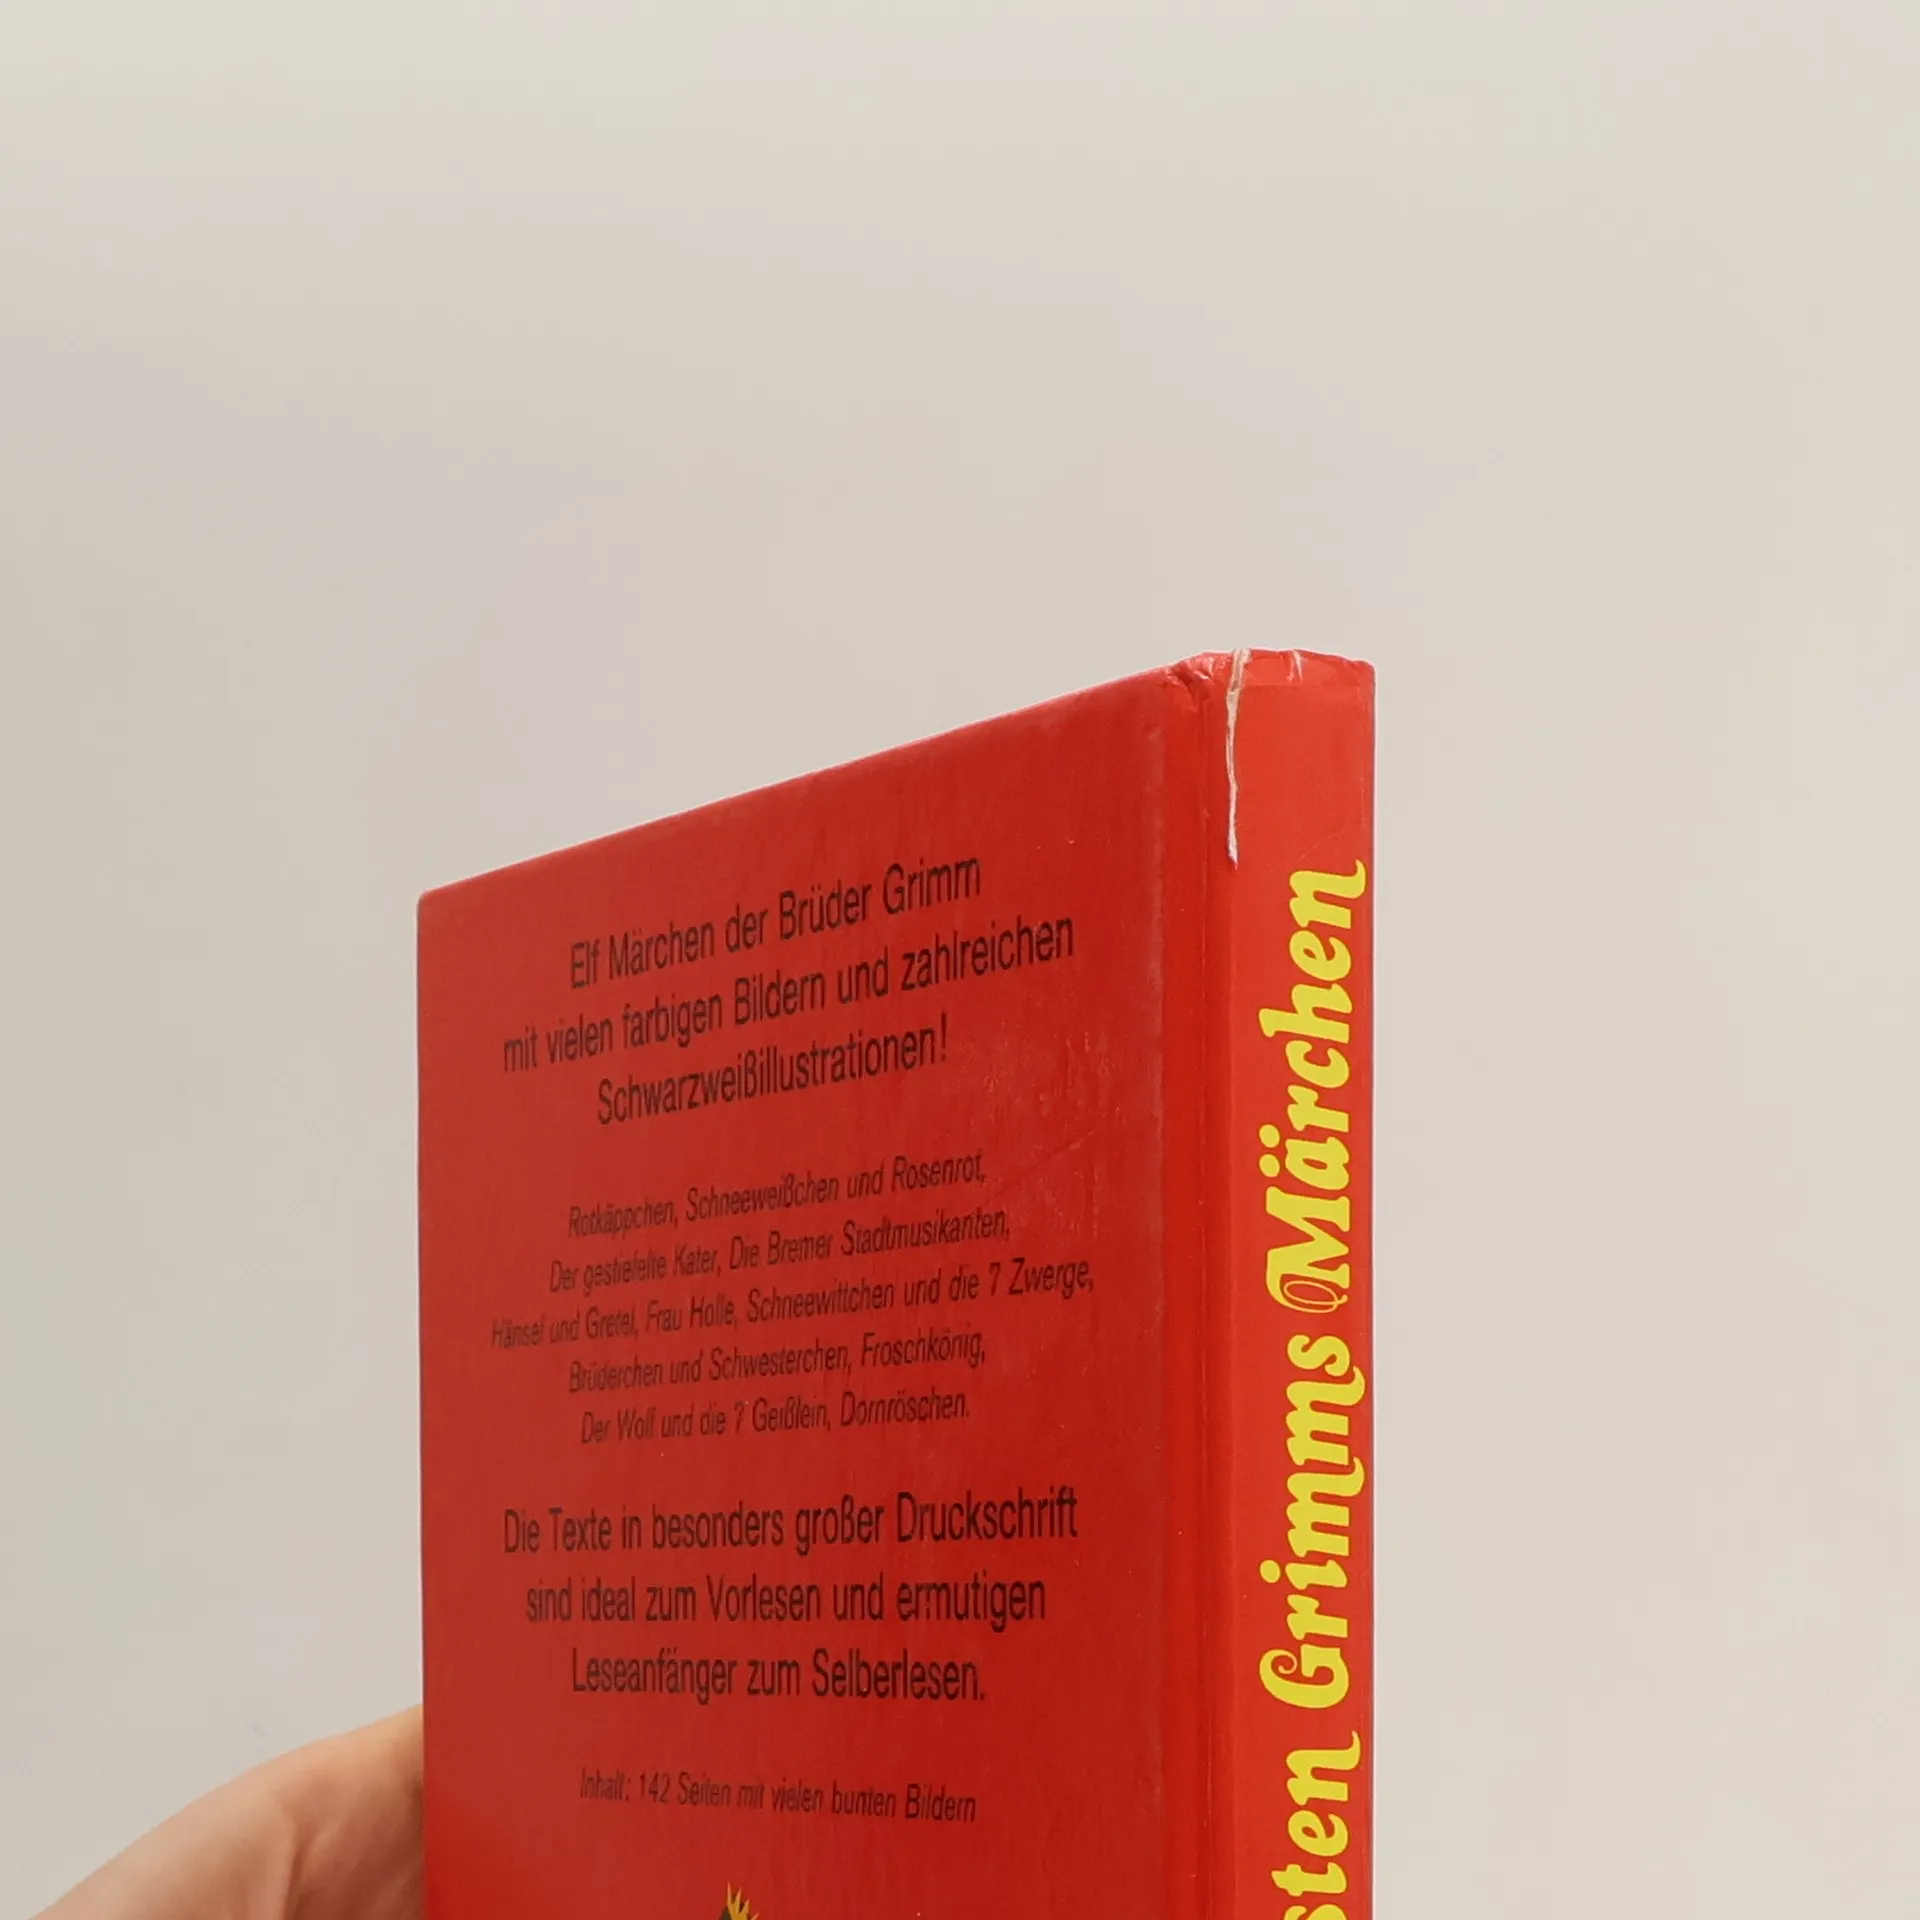 Elf Märchen der Brüder Grimm
mit vielen farbigen Bildern und zahlreichen
Schwarzweißillustrationen!
Rotkäppchen, Schneeweißchen und Rosenrot,
Der gestiefelte Kater, Die Bremer Stadtmusikanten,
Hänsel und Gretel, Frau Holle, Schneewittchen und die 7 Zwerge,
Brüderchen und Schwesterchen, Froschkönig,
Der Wolf und die 7 Geißlein, Dornröschen.
Die Texte in besonders großer Druckschrift
sind ideal zum Vorlesen und ermutigen
Leseanfänger zum Selberlesen.
Inhalt: 142 Seiten mit vielen bunten Bildern
sten Grimms Märchen